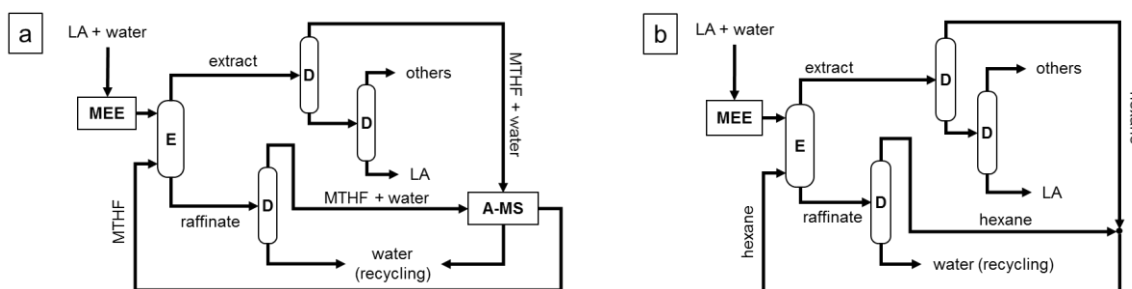 a
LA + water
MEE
extract
E
D
others
D
LA
MTHF + water
raffinate
D
MTHF + water
A-MS
MTHF
water
(recycling)
b
LA + water
MEE
extract
E
D
others
D
LA
raffinate
D
hexane
hexane
water (recycling)